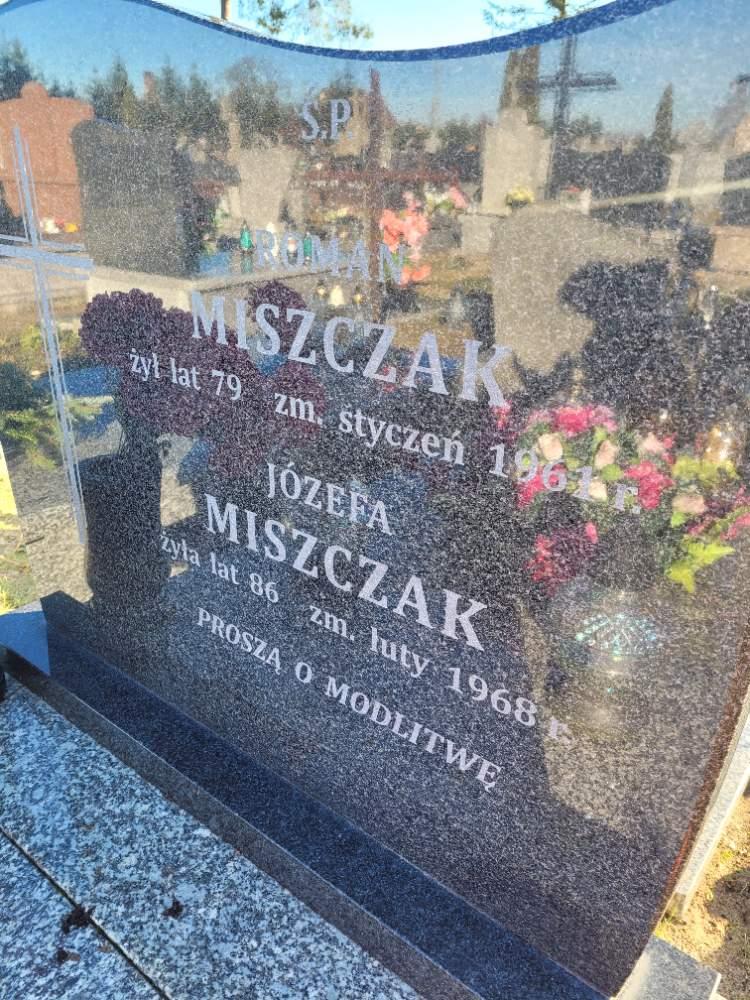 Ś.P.
ROMAN
MISZCZAK
żył lat 79 zm. styczeń 1961 r.
JÓZEFA
MISZCZAK
żyła lat 86 zm. luty 1968 r.
PROSZĄ O MODLITWĘ